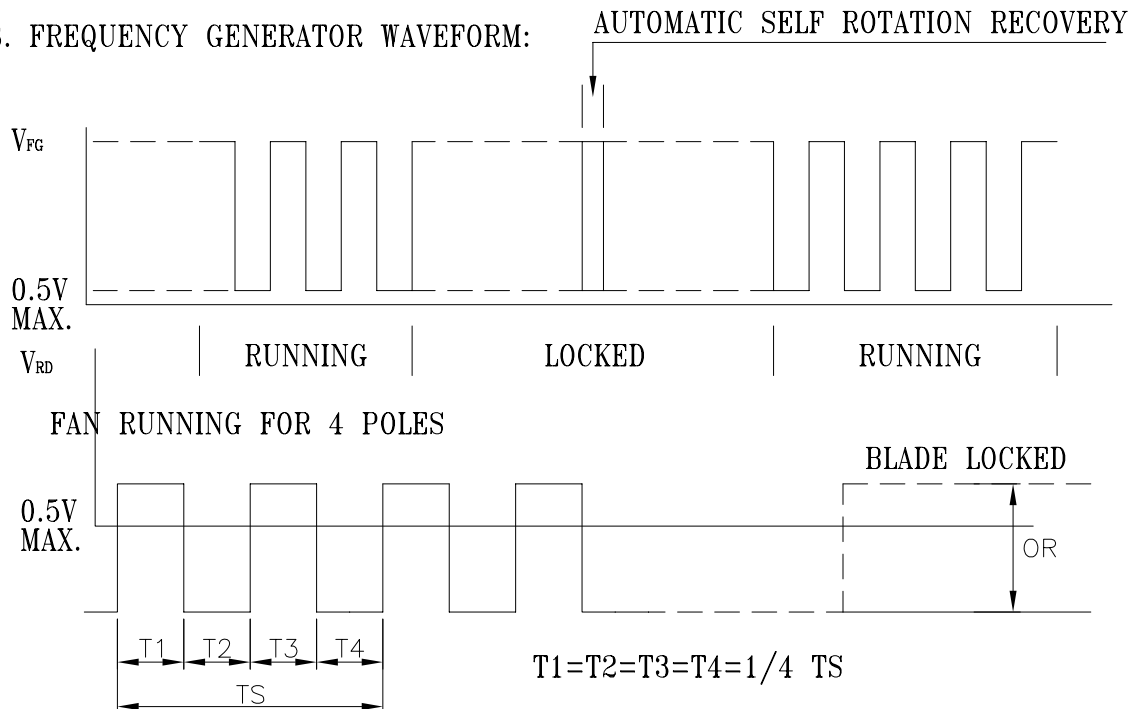 . FREQUENCY GENERATOR WAVEFORM:
AUTOMATIC SELF ROTATION RECOVERY
VFG
0.5V
MAX.
RUNNING
LOCKED
RUNNING
VRD
FAN RUNNING FOR 4 POLES
BLADE LOCKED
0.5V
MAX.
OR
T1
T2
T3
T4
T1=T2=T3=T4=1/4 TS
TS